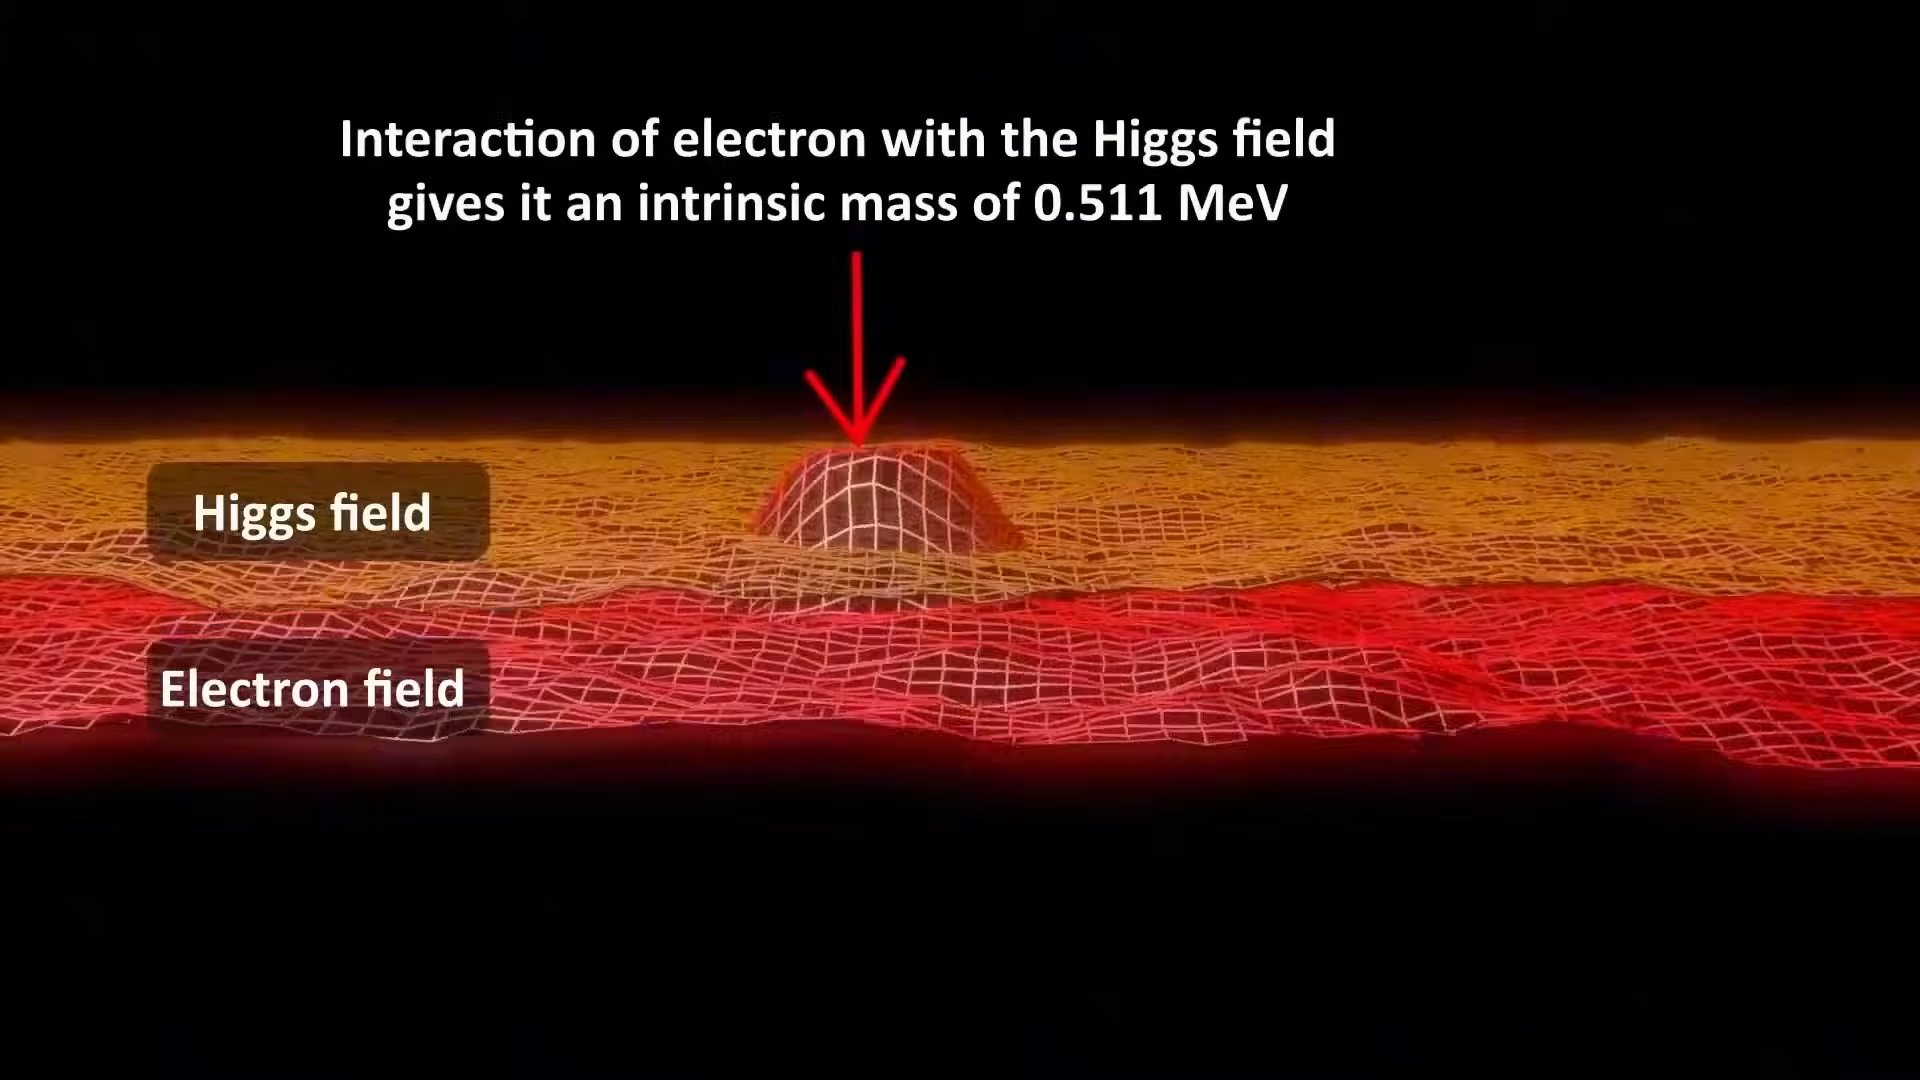 Interaction of electron with the Higgs field
gives it an intrinsic mass of 0.511 MeV
Higgs field
Electron field